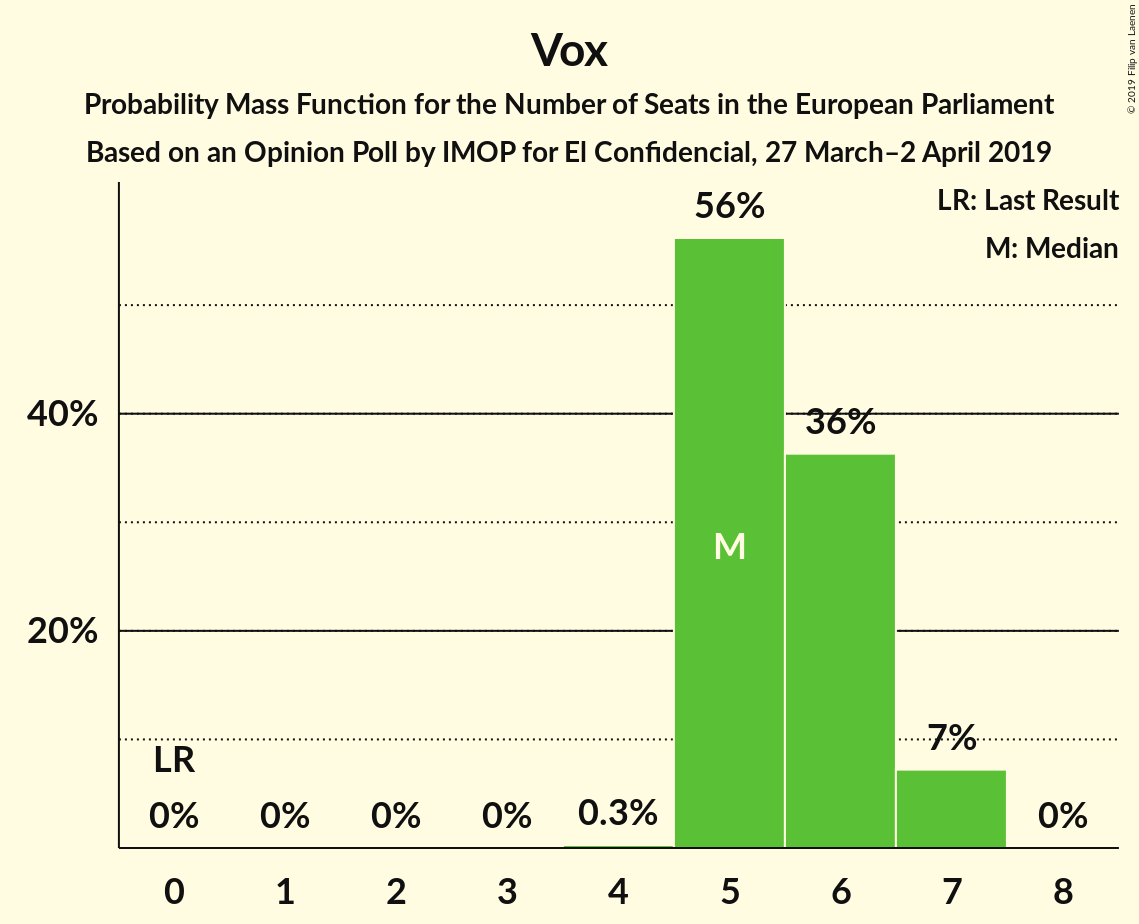 Vox
Probability Mass Function for the Number of Seats in the European Parliament
Based on an Opinion Poll by IMOP for El Confidencial, 27 March–2 April 2019
© 2019 Filip van Laenen
LR: Last Result
M: Median
56%
40%
36%
M
20%
7%
LR
0% 0% 0% 0% 0.3% 0%
0 1 2 3 4 5 6 7 8